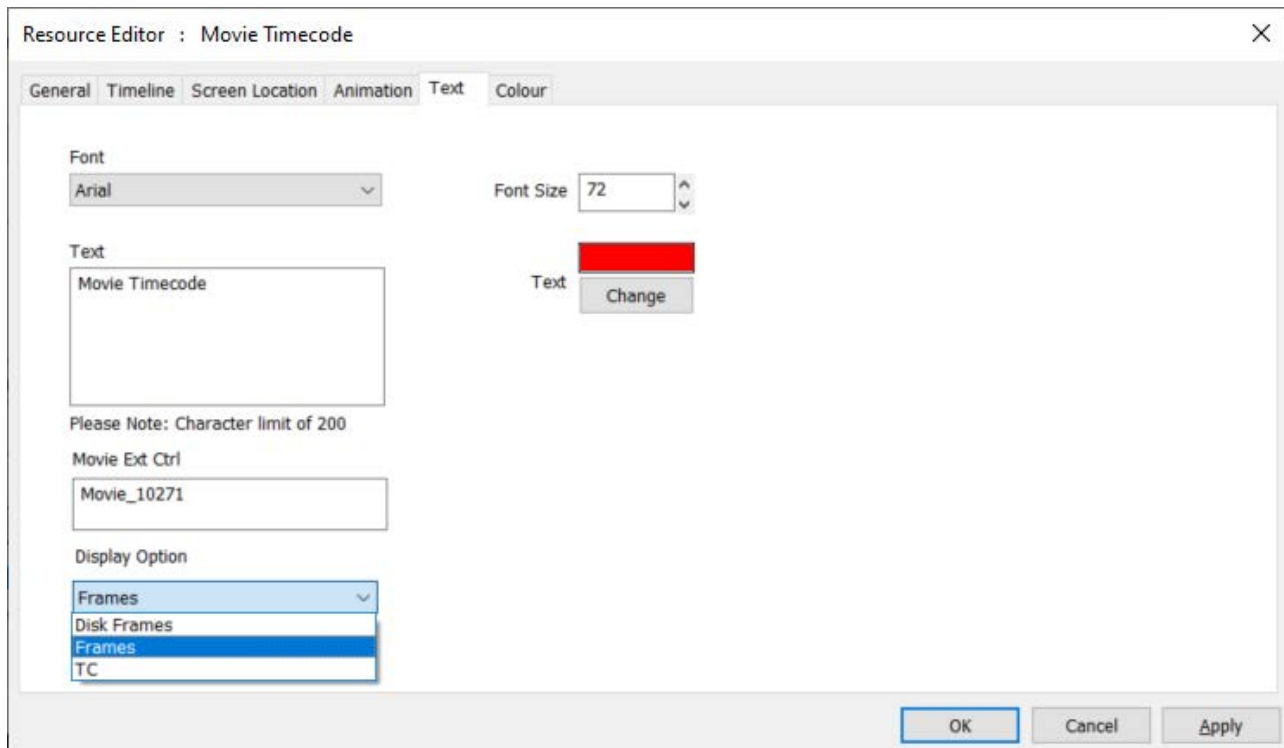 Resource Editor : Movie Timecode
General Timeline Screen Location Animation Text Colour
Font
Arial
Font Size 72
Text
Movie Timecode
Text
Change
Please Note: Character limit of 200
Movie Ext Ctrl
Movie_10271
Display Option
Frames
Disk Frames
Frames
TC
OK Cancel Apply